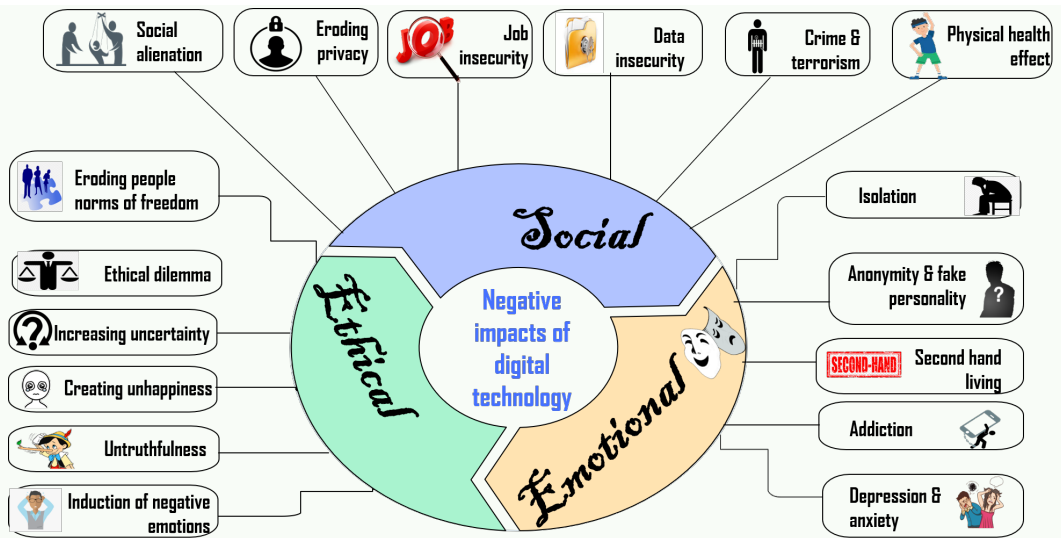 Social
alienation
Eroding
privacy
JOB
Job
insecurity
Data
insecurity
Crime &
terrorism
Physical health
effect
Eroding people
norms of freedom
Ethical dilemma
?
Increasing uncertainty
Creating unhappiness
Untruthfulness
Induction of negative
emotions
Social
Ethical
Emotional
Negative
impacts of
digital
technology
Isolation
Anonymity & fake
personality
?
SECOND-HAND
Second hand
living
Addiction
Depression &
anxiety